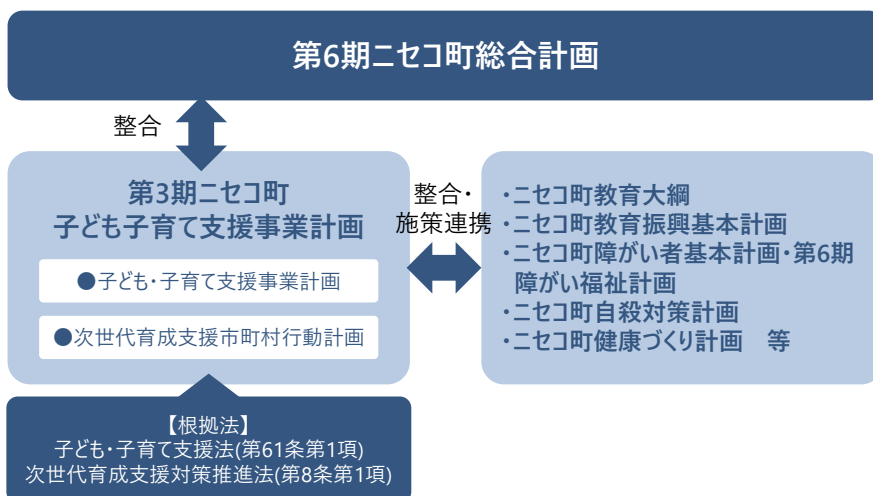 第6期ニセコ町総合計画
整合
第3期ニセコ町
子ども子育て支援事業計画
●子ども・子育て支援事業計画
●次世代育成支援市町村行動計画
整合・
施策連携
・ニセコ町教育大綱
・ニセコ町教育振興基本計画
・ニセコ町障がい者基本計画・第6期
障がい福祉計画
・ニセコ町自殺対策計画
・ニセコ町健康づくり計画　等
【根拠法】
子ども・子育て支援法(第61条第1項)
次世代育成支援対策推進法(第8条第1項)